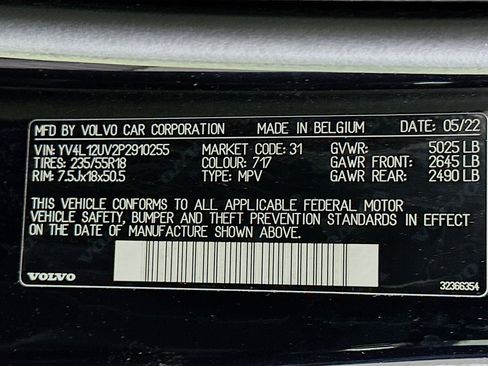 MFD BY VOLVO CAR CORPORATION MADE IN BELGIUM DATE: 05/22
VIN: YV4L12UV2P2910255 MARKET CODE: 31 GVWR: 5025 LB
TIRES: 235/55R18 COLOUR: 717 GAWR FRONT: 2645 LB
RIM: 7.5Jx18x50.5 TYPE: MPV GAWR REAR: 2490 LB
THIS VEHICLE CONFORMS TO ALL APPLICABLE FEDERAL MOTOR
VEHICLE SAFETY, BUMPER AND THEFT PREVENTION STANDARDS IN EFFECT
ON THE DATE OF MANUFACTURE SHOWN ABOVE.
VOLVO 32366354